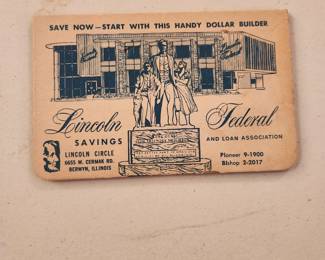 SAVE NOW—START WITH THIS HANDY DOLLAR BUILDER
Lincoln Federal
SAVINGS AND LOAN ASSOCIATION
LINCOLN CIRCLE
6655 W. CERMAK RD.
BERWYN, ILLINOIS
Pioneer 9-1900
BIshop 2-2017